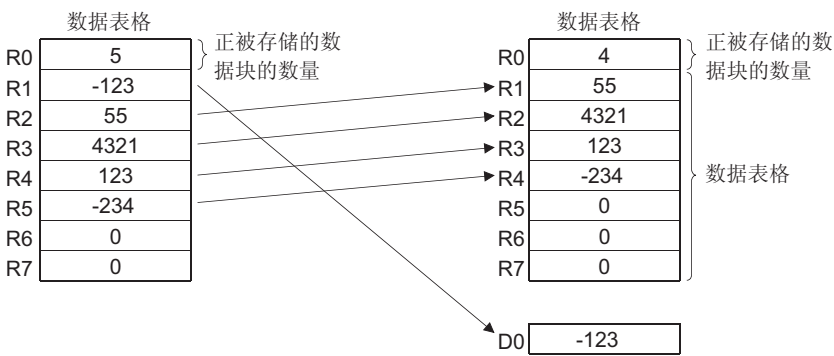 数据表格
R0 5
R1 -123
R2 55
R3 4321
R4 123
R5 -234
R6 0
R7 0
正被存储的数
据块的数量
数据表格
R0 4
R1 55
R2 4321
R3 123
R4 -234
R5 0
R6 0
R7 0
正被存储的数
据块的数量
数据表格
D0 -123